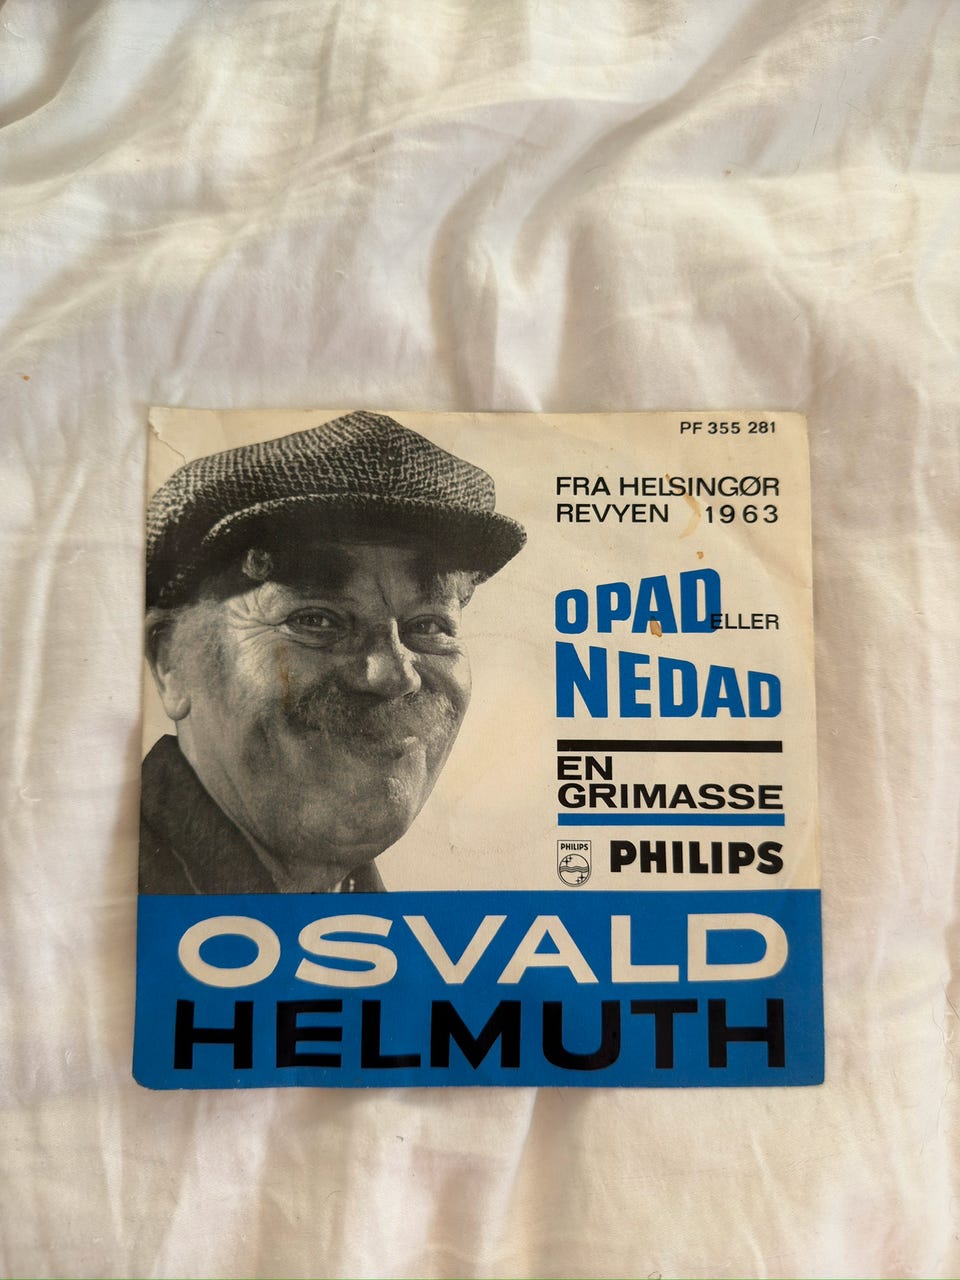 PF 355 281
FRA HELSINGØR
REVYEN 1963
OPAD ELLER
NEDAD
EN
GRIMASSE
PHILIPS PHILIPS
OSVALD
HELMUTH